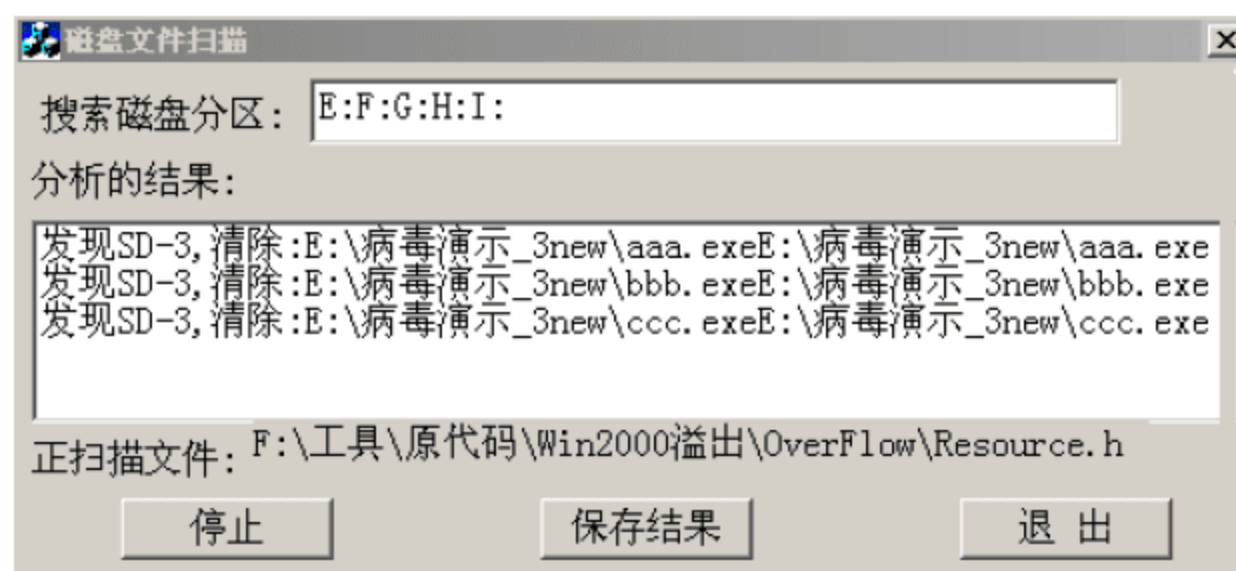 磁盘文件扫描
搜索磁盘分区: E:F:G:H:I:
分析的结果:
发现SD-3,清除:E:\病毒演示_3new\aaa.exeE:\病毒演示_3new\aaa.exe
发现SD-3,清除:E:\病毒演示_3new\bbb.exeE:\病毒演示_3new\bbb.exe
发现SD-3,清除:E:\病毒演示_3new\ccc.exeE:\病毒演示_3new\ccc.exe
正扫描文件: F:\工具\原代码\Win2000溢出\OverFlow\Resource.h
停止 保存结果 退 出